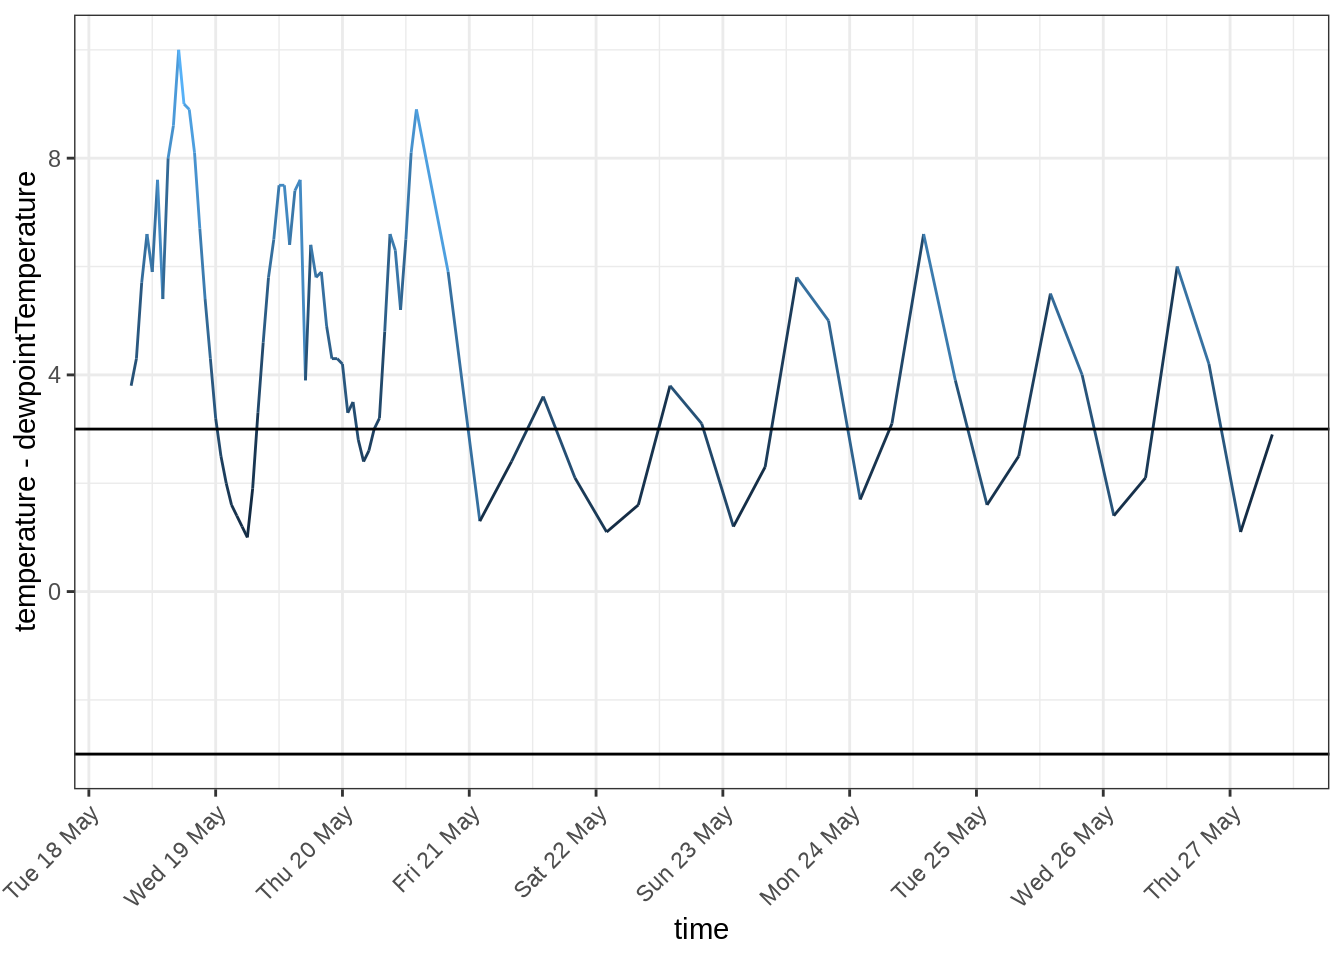 temperature - dewpointTemperature
8
4
0
Tue 18 May
Wed 19 May
Thu 20 May
Fri 21 May
Sat 22 May
Sun 23 May
Mon 24 May
Tue 25 May
Wed 26 May
Thu 27 May
time